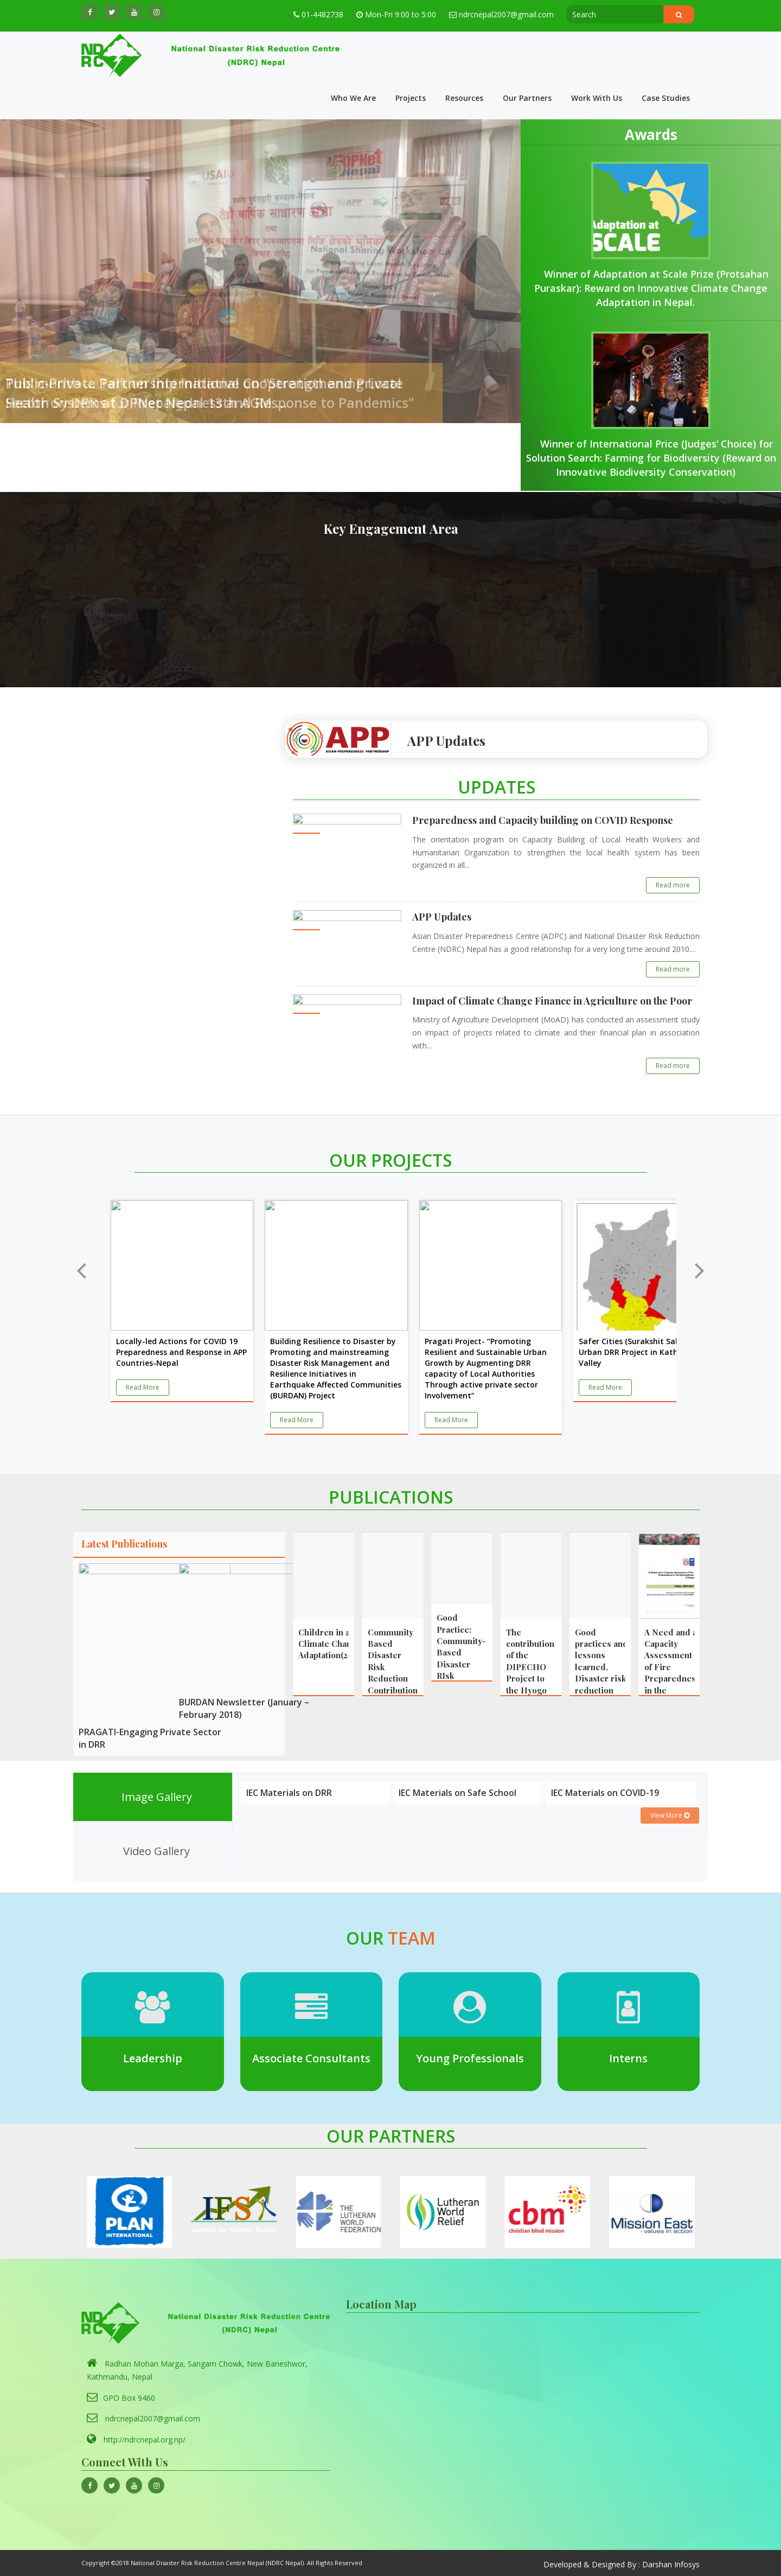 01-4482738 Mon-Fri 9:00 to 5:00 ndrcnepal2007@gmail.com Search
ND
RC
National Disaster Risk Reduction Centre
(NDRC) Nepal
Who We Are Projects Resources Our Partners Work With Us Case Studies
USAID
DPNet
Nepal
APP
National Sharing Workshop on
Public-Private Partnership
Health System
Response to Pandemics”
Awards
Adaptation at
SCALE
Winner of Adaptation at Scale Prize (Protsahan
Puraskar): Reward on Innovative Climate Change
Adaptation in Nepal.
Winner of International Price (Judges’ Choice) for
Solution Search: Farming for Biodiversity (Reward on
Innovative Biodiversity Conservation)
Key Engagement Area
APP
ASIAN PREPAREDNESS PARTNERSHIP
APP Updates
UPDATES
Preparedness and Capacity building on COVID Response
The orientation program on Capacity Building of Local Health Workers and
Humanitarian Organization to strengthen the local health system has been
organized in all...
Read more
APP Updates
Asian Disaster Preparedness Centre (ADPC) and National Disaster Risk Reduction
Centre (NDRC) Nepal has a good relationship for a very long time around 2010....
Read more
Impact of Climate Change Finance in Agriculture on the Poor
Ministry of Agriculture Development (MoAD) has conducted an assessment study
on impact of projects related to climate and their financial plan in association
with...
Read more
OUR PROJECTS
Locally-led Actions for COVID 19
Preparedness and Response in APP
Countries-Nepal
Read More
Building Resilience to Disaster by
Promoting and mainstreaming
Disaster Risk Management and
Resilience Initiatives in
Earthquake Affected Communities
(BURDAN) Project
Read More
Pragati Project- “Promoting
Resilient and Sustainable Urban
Growth by Augmenting DRR
capacity of Local Authorities
Through active private sector
Involvement”
Read More
Safer Cities (Surakshit Sal
Urban DRR Project in Kath
Valley
Read More
PUBLICATIONS
Latest Publications
PRAGATI-Engaging Private Sector
in DRR
BURDAN Newsletter (January –
February 2018)
Children in a
Climate Chan
Adaptation(2
Community
Based
Disaster
Risk
Reduction
Contribution
Good
Practice:
Community-
Based
Disaster
RIsk
The
contribution
of the
DIPECHO
Project to
the Hyogo
Good
practices and
lessons
learned.
Disaster risk
reduction
FINAL REPORT
A Need and a
Capacity
Assessment
of Fire
Preparednes
in the
Image Gallery
Video Gallery
IEC Materials on DRR
IEC Materials on Safe School
IEC Materials on COVID-19
View More
OUR TEAM
Leadership
Associate Consultants
Young Professionals
Interns
OUR PARTNERS
PLAN
INTERNATIONAL
IFS
Institute for Frontier Studies
THE
LUTHERAN
WORLD
FEDERATION
Lutheran
World
Relief
cbm
christian blind mission
Mission East
-values in action
ND
RC
National Disaster Risk Reduction Centre
(NDRC) Nepal
Radhan Mohan Marga, Sangam Chowk, New Baneshwor,
Kathmandu, Nepal
GPO Box 9460
ndrcnepal2007@gmail.com
http://ndrcnepal.org.np/
Connect With Us
Location Map
Copyright ©2018 National Disaster Risk Reduction Centre Nepal (NDRC Nepal). All Rights Reserved
Developed & Designed By : Darshan Infosys